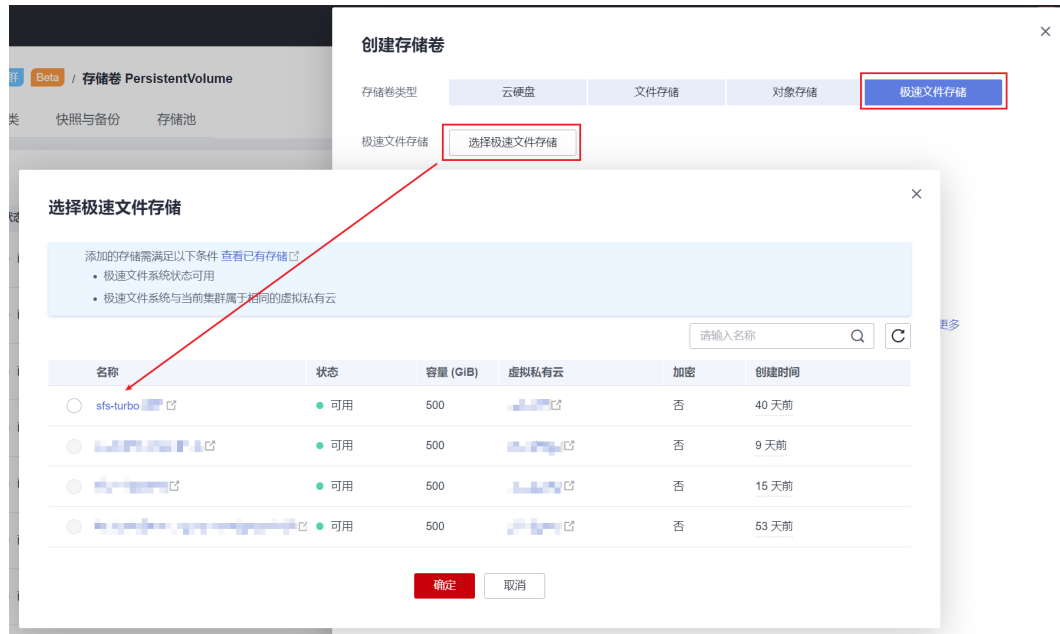 创建存储卷
群 Beta / 存储卷 PersistentVolume
存储卷类型 云硬盘 文件存储 对象存储 极速文件存储
类 快照与备份 存储池
极速文件存储 选择极速文件存储
选择极速文件存储
添加的存储需满足以下条件 查看已有存储
• 极速文件系统状态可用
• 极速文件系统与当前集群属于相同的虚拟私有云
更多
请输入名称
名称 状态 容量 (GiB) 虚拟私有云 加密 创建时间
sfs-turbo 可用 500 否 40 天前
可用 500 否 9 天前
可用 500 否 15 天前
可用 500 否 53 天前
确定 取消